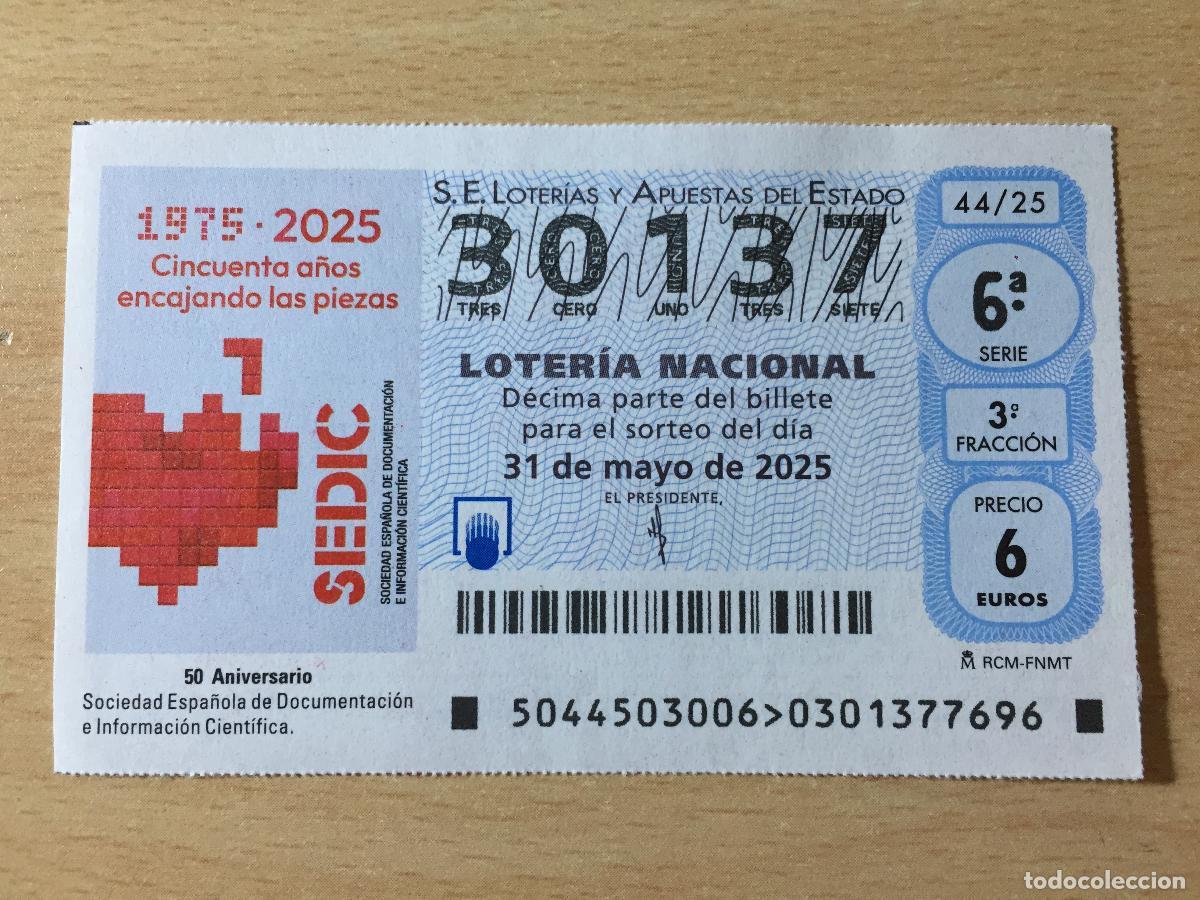 1975 · 2025
Cincuenta años
encajando las piezas
SEDIC
SOCIEDAD ESPAÑOLA DE DOCUMENTACIÓN
E INFORMACIÓN CIENTÍFICA
50 Aniversario
Sociedad Española de Documentación
e Información Científica.
S.E. LOTERÍAS Y APUESTAS DEL ESTADO
30137
TRES CERO UNO TRES SIETE
LOTERÍA NACIONAL
Décima parte del billete
para el sorteo del día
31 de mayo de 2025
EL PRESIDENTE,
44/25
6ª
SERIE
3ª
FRACCIÓN
PRECIO
6
EUROS
RCM-FNMT
5044503006>0301377696
todocoleccion